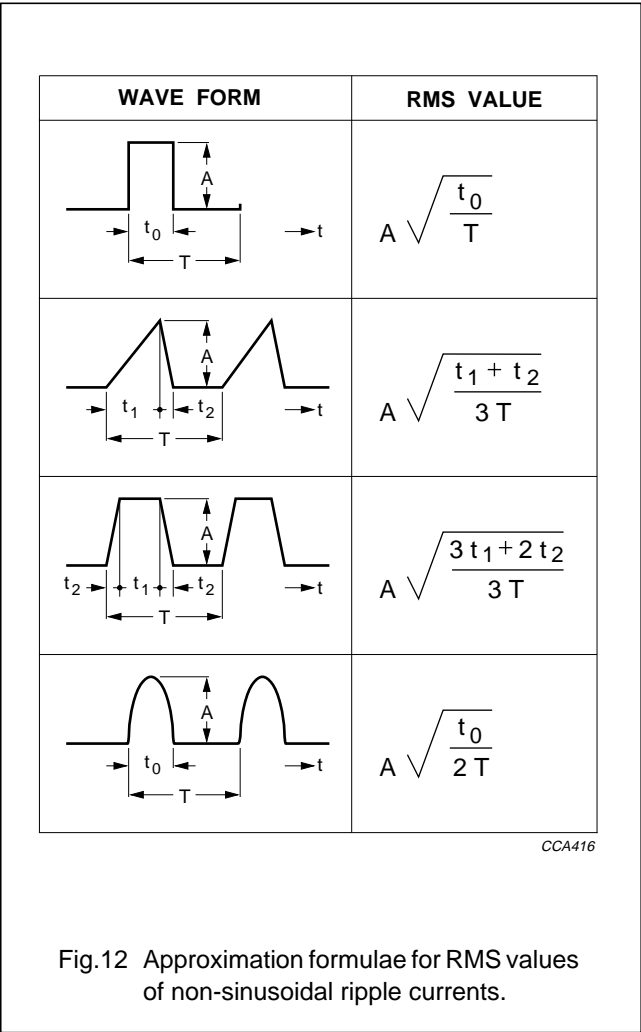 WAVE FORM RMS VALUE
A
t0
t
T
A √ t0 / T
A
t1 t2
t
T
A √ t1 + t2 / 3 T
A
t2 t1 t2
t
T
A √ 3 t1 + 2 t2 / 3 T
A
t0
t
T
A √ t0 / 2 T
CCA416
Fig.12 Approximation formulae for RMS values
of non-sinusoidal ripple currents.